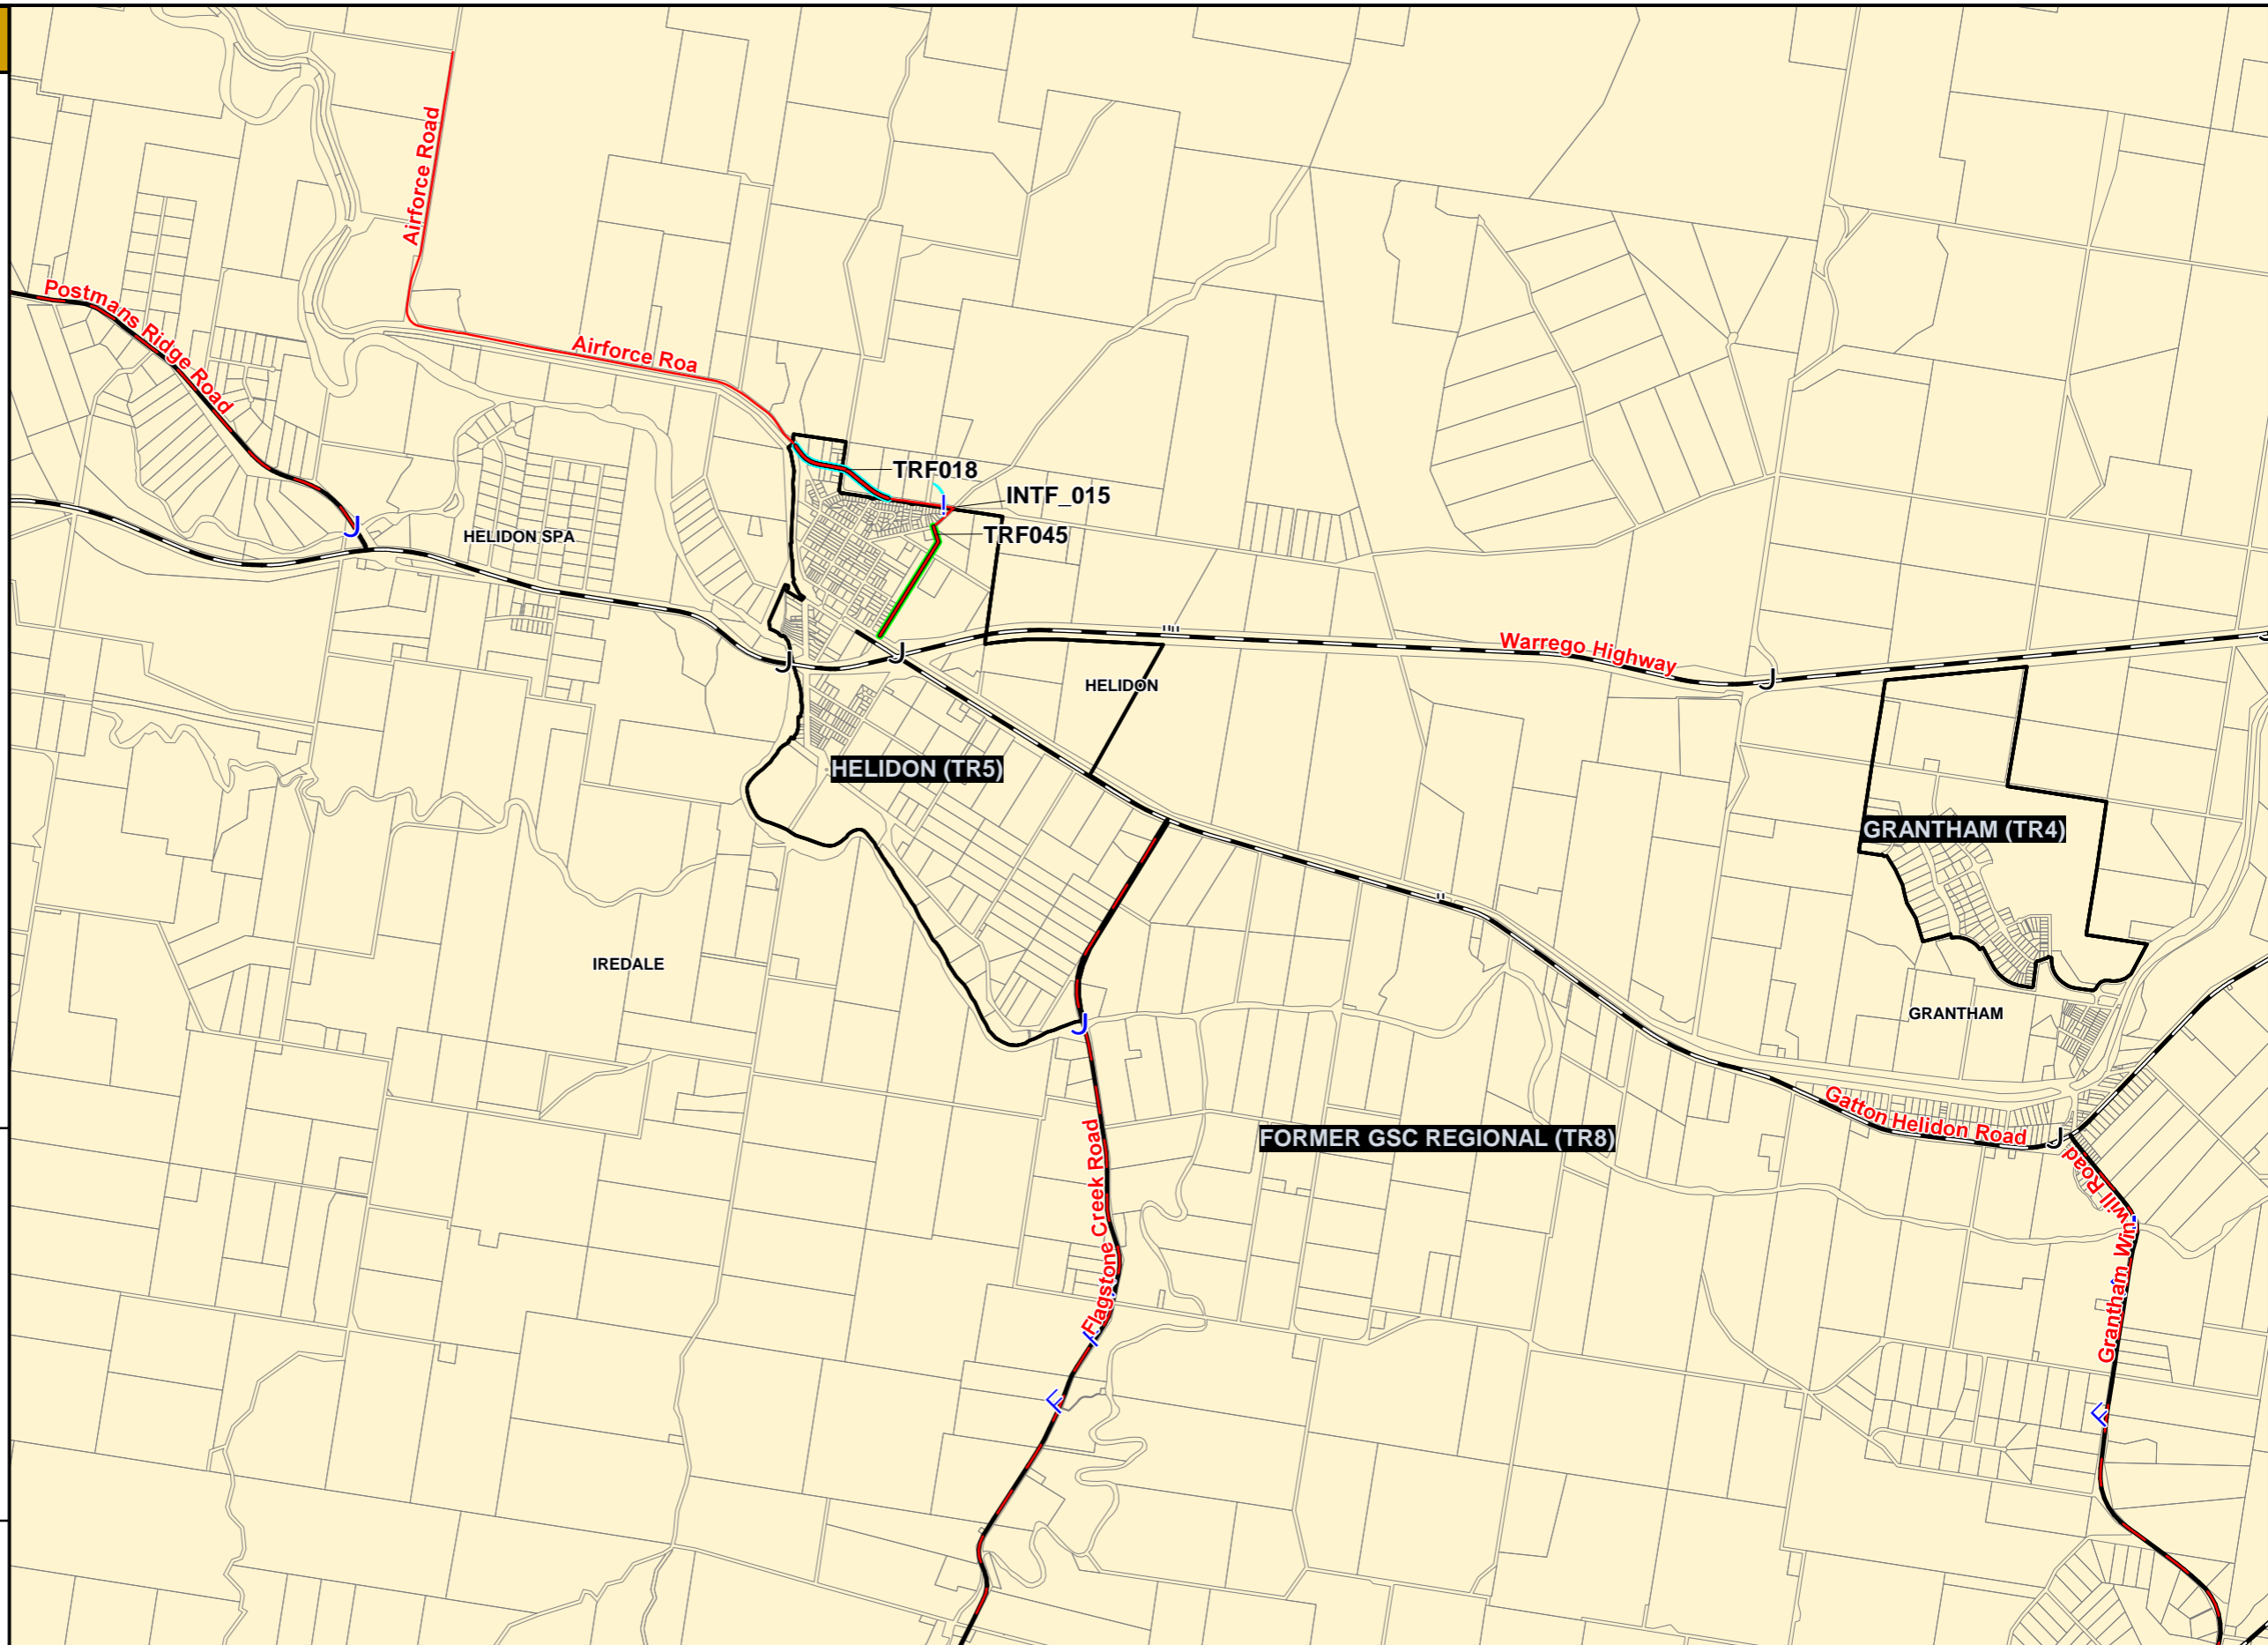 Airforce Road
Postmans Ridge Road
Airforce Roa
TRF018
INTF_015
TRF045
J
!
HELIDON SPA
J
J
Warrego Highway
J
HELIDON
HELIDON (TR5)
GRANTHAM (TR4)
IREDALE
GRANTHAM
J
Gatton Helidon Road
J
FORMER GSC REGIONAL (TR8)
Flagstone Creek Road
Grantham Winwill Road
F
F